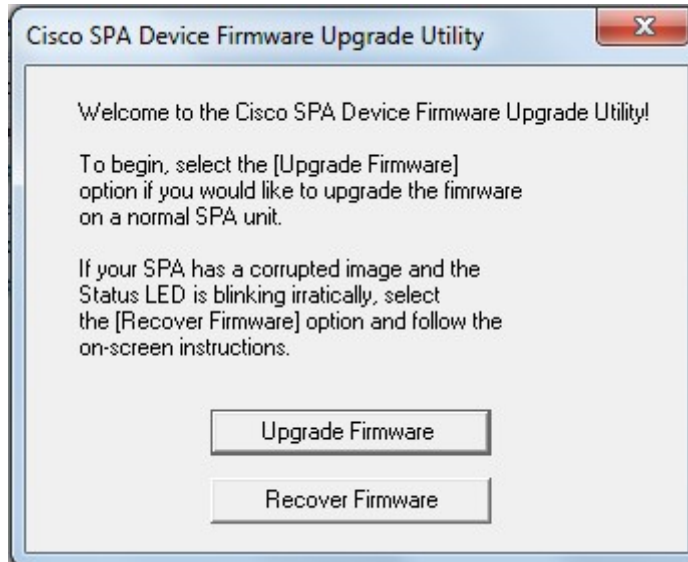 Cisco SPA Device Firmware Upgrade Utility
Welcome to the Cisco SPA Device Firmware Upgrade Utility!
To begin, select the [Upgrade Firmware]
option if you would like to upgrade the fimrware
on a normal SPA unit.
If your SPA has a corrupted image and the
Status LED is blinking irratically, select
the [Recover Firmware] option and follow the
on-screen instructions.
Upgrade Firmware
Recover Firmware